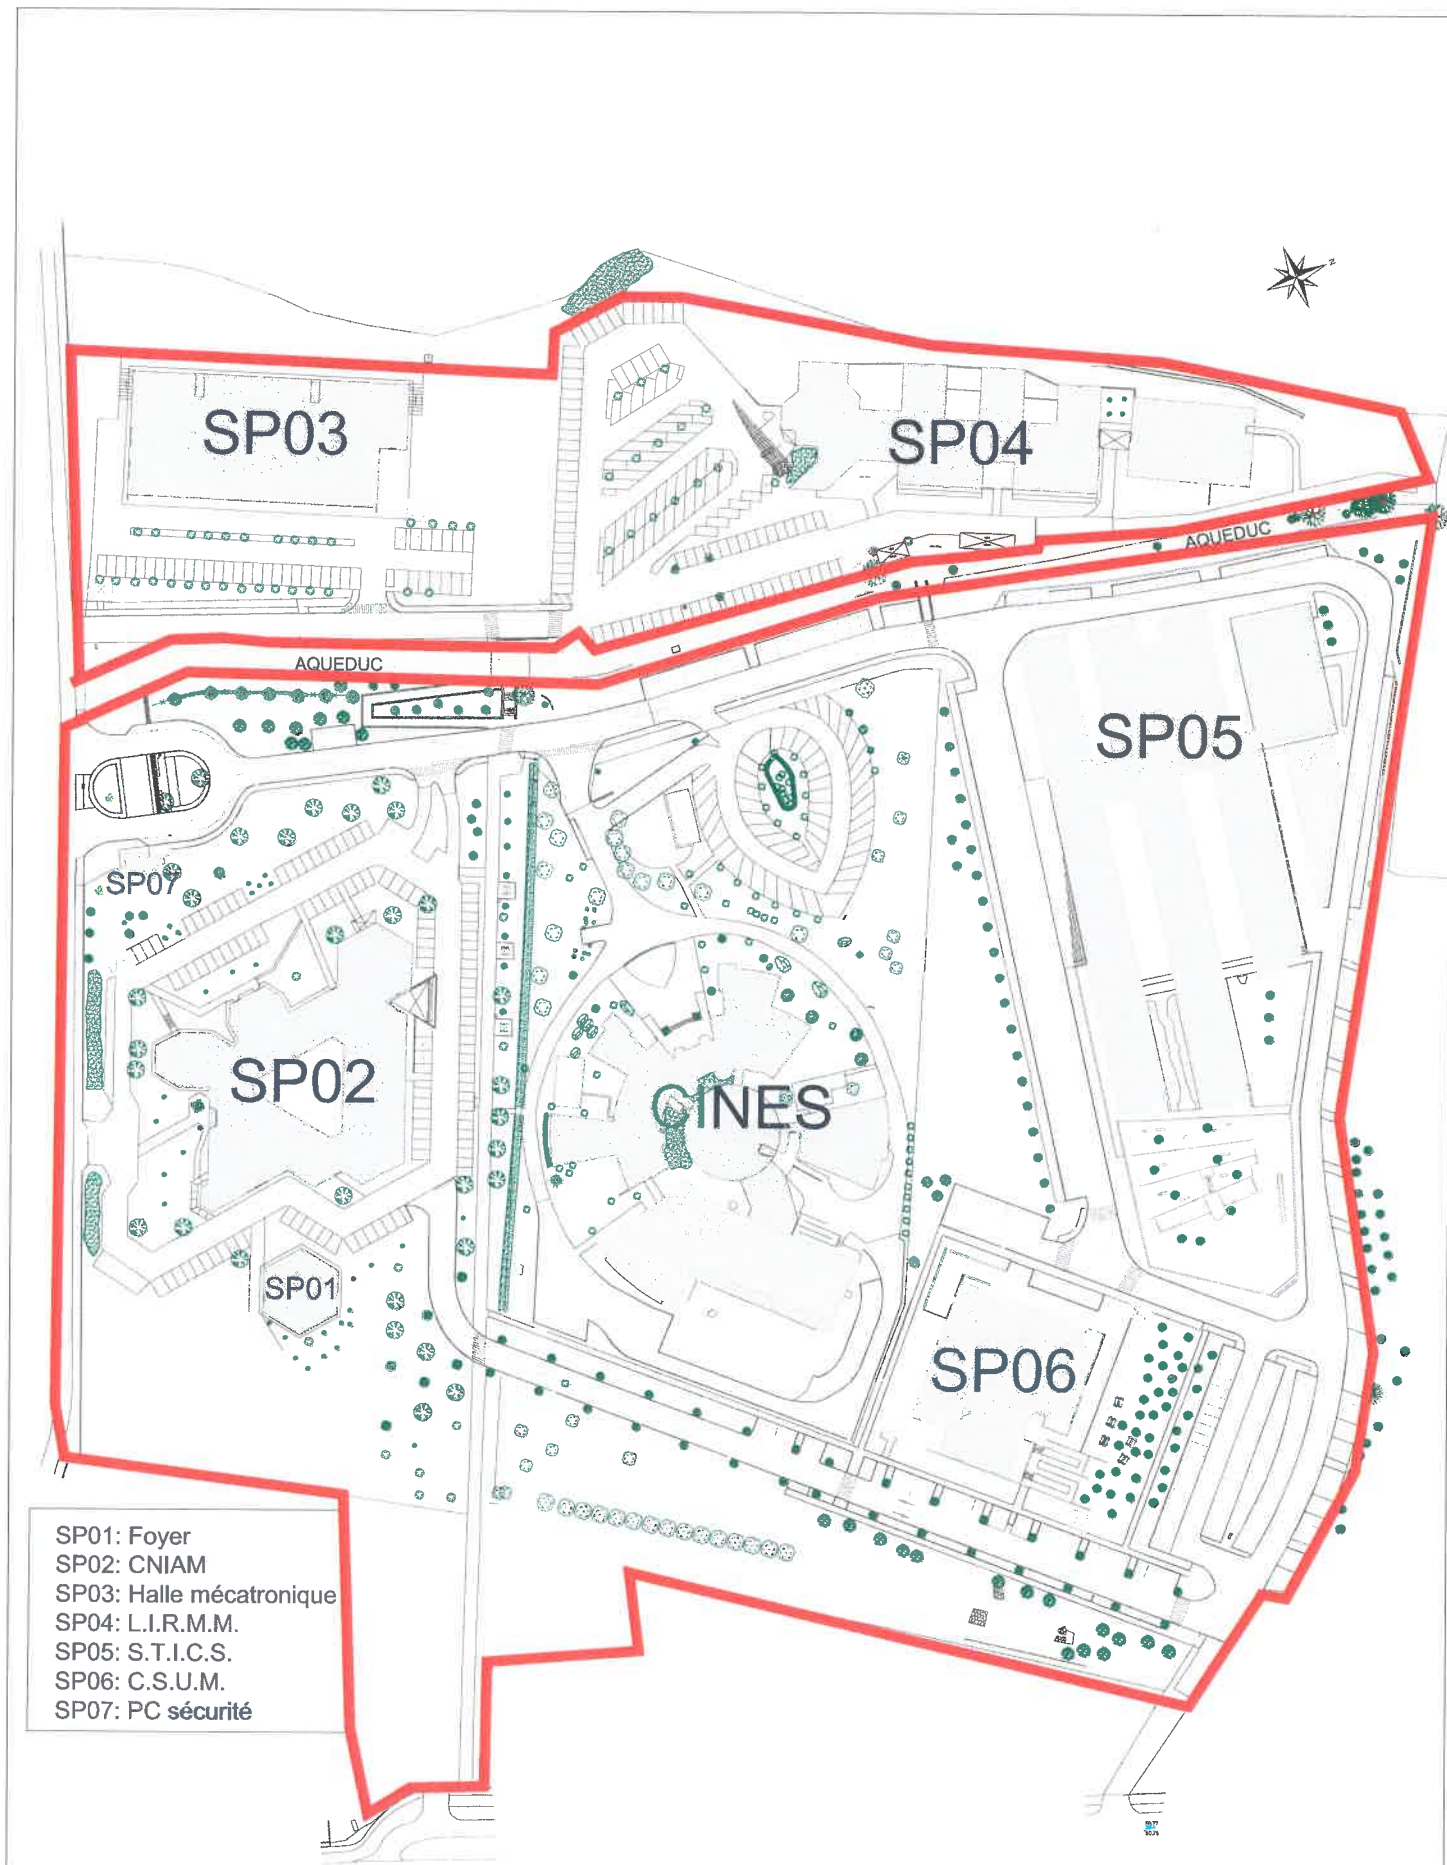 N
SP03
SP04
AQUEDUC
AQUEDUC
SP05
SP07
SP02
CINES
SP01
SP06
SP01: Foyer
SP02: CNIAM
SP03: Halle mécatronique
SP04: L.I.R.M.M.
SP05: S.T.I.C.S.
SP06: C.S.U.M.
SP07: PC sécurité